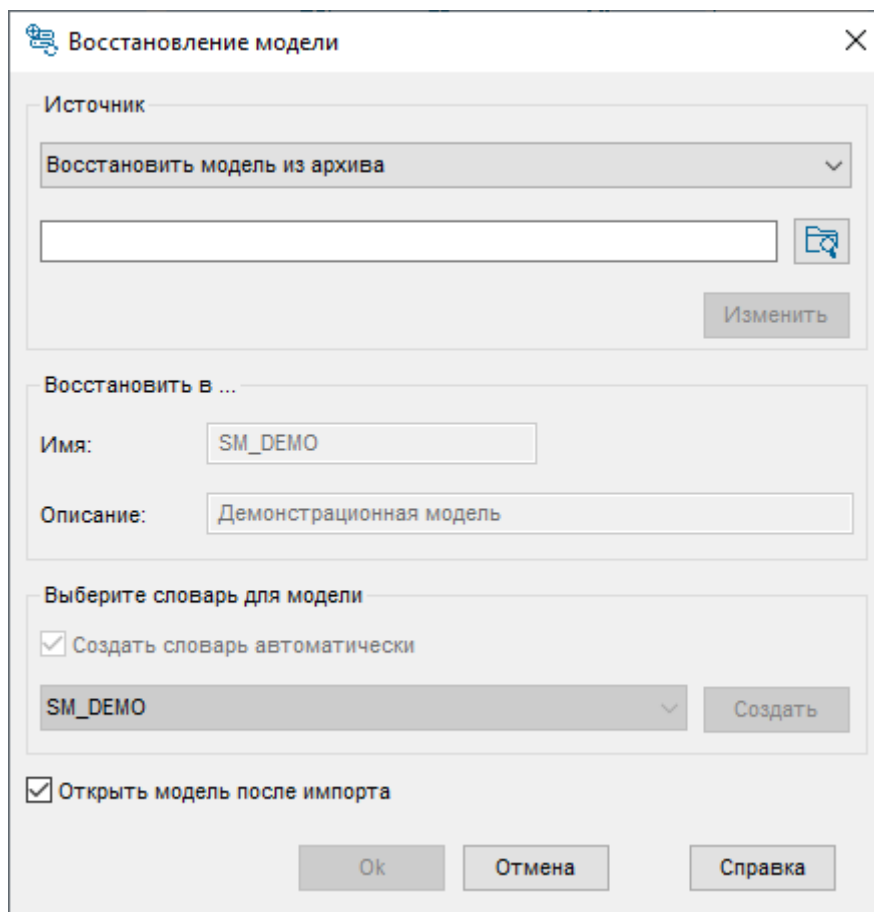 Восстановление модели
Источник
Восстановить модель из архива
Изменить
Восстановить в ...
Имя: SM_DEMO
Описание: Демонстрационная модель
Выберите словарь для модели
Создать словарь автоматически
SM_DEMO Создать
Открыть модель после импорта
Ok Отмена Справка